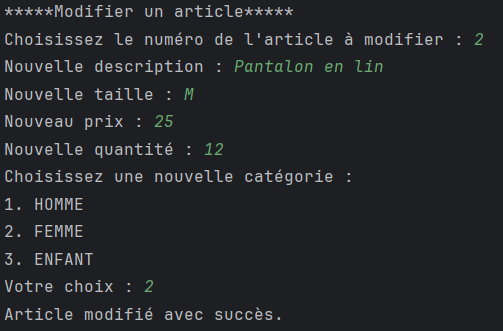 *****Modifier un article*****
Choisissez le numéro de l'article à modifier : 2
Nouvelle description : Pantalon en lin
Nouvelle taille : M
Nouveau prix : 25
Nouvelle quantité : 12
Choisissez une nouvelle catégorie :
1. HOMME
2. FEMME
3. ENFANT
Votre choix : 2
Article modifié avec succès.